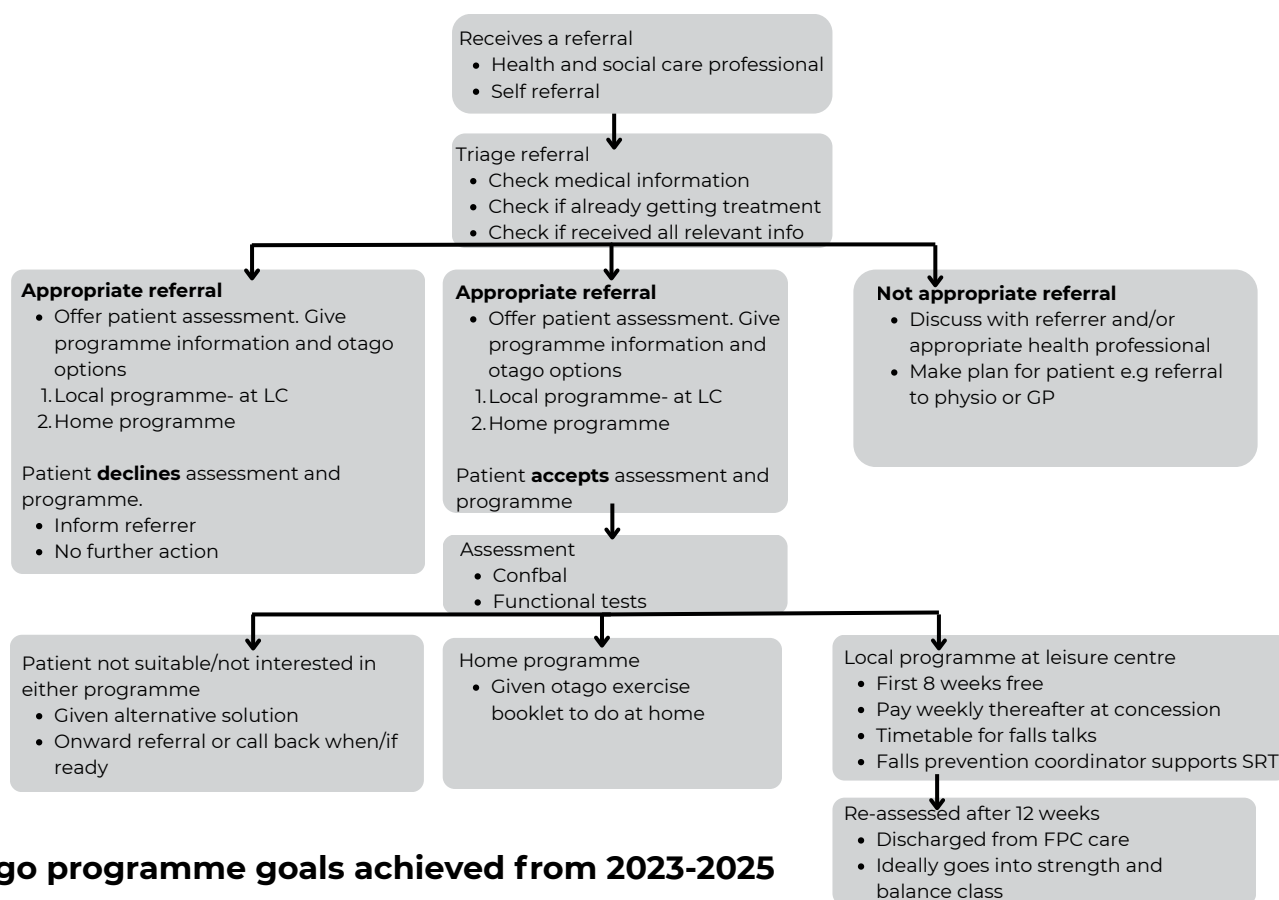 Receives a referral
• Health and social care professional
• Self referral
Triage referral
• Check medical information
• Check if already getting treatment
• Check if received all relevant info
Appropriate referral
• Offer patient assessment. Give
programme information and otago
options
1. Local programme- at LC
2. Home programme
Patient declines assessment and
programme.
• Inform referrer
• No further action
Appropriate referral
• Offer patient assessment. Give
programme information and
otago options
1. Local programme- at LC
2. Home programme
Patient accepts assessment and
programme
Not appropriate referral
• Discuss with referrer and/or
appropriate health professional
• Make plan for patient e.g referral
to physio or GP
Assessment
• Confbal
• Functional tests
Patient not suitable/not interested in
either programme
• Given alternative solution
• Onward referral or call back when/if
ready
Home programme
• Given otago exercise
booklet to do at home
Local programme at leisure centre
• First 8 weeks free
• Pay weekly thereafter at concession
• Timetable for falls talks
• Falls prevention coordinator supports SRT
Re-assessed after 12 weeks
• Discharged from FPC care
• Ideally goes into strength and
balance class
go programme goals achieved from 2023-2025